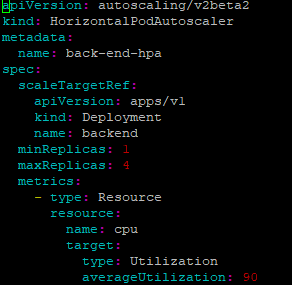 apiVersion: autoscaling/v2beta2
kind: HorizontalPodAutoscaler
metadata:
  name: back-end-hpa
spec:
  scaleTargetRef:
    apiVersion: apps/v1
    kind: Deployment
    name: backend
  minReplicas: 1
  maxReplicas: 4
  metrics:
    - type: Resource
      resource:
        name: cpu
        target:
          type: Utilization
          averageUtilization: 90